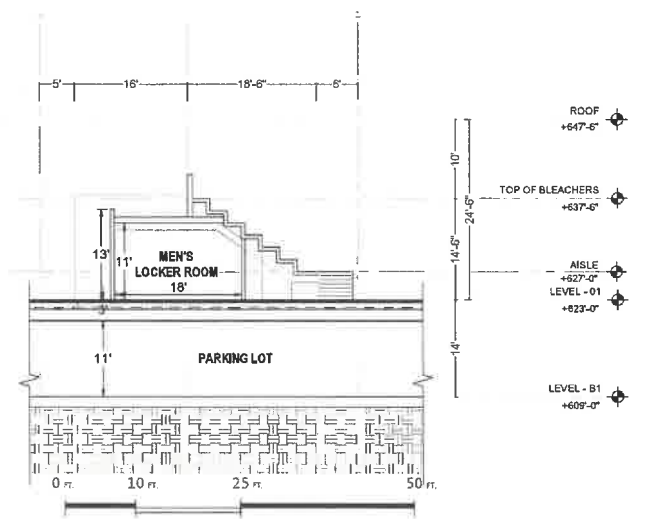 5' 16' 18'-6" 6'
ROOF
+647'-6"
10'
TOP OF BLEACHERS
+637'-6"
24'-6"
14'-6"
13'
11'
MEN'S
LOCKER ROOM
18'
AISLE
+627'-0"
LEVEL - 01
+623'-0"
3'
11'
PARKING LOT
14'
LEVEL - B1
+609'-0"
0 FT. 10 FT. 25 FT. 50 FT.